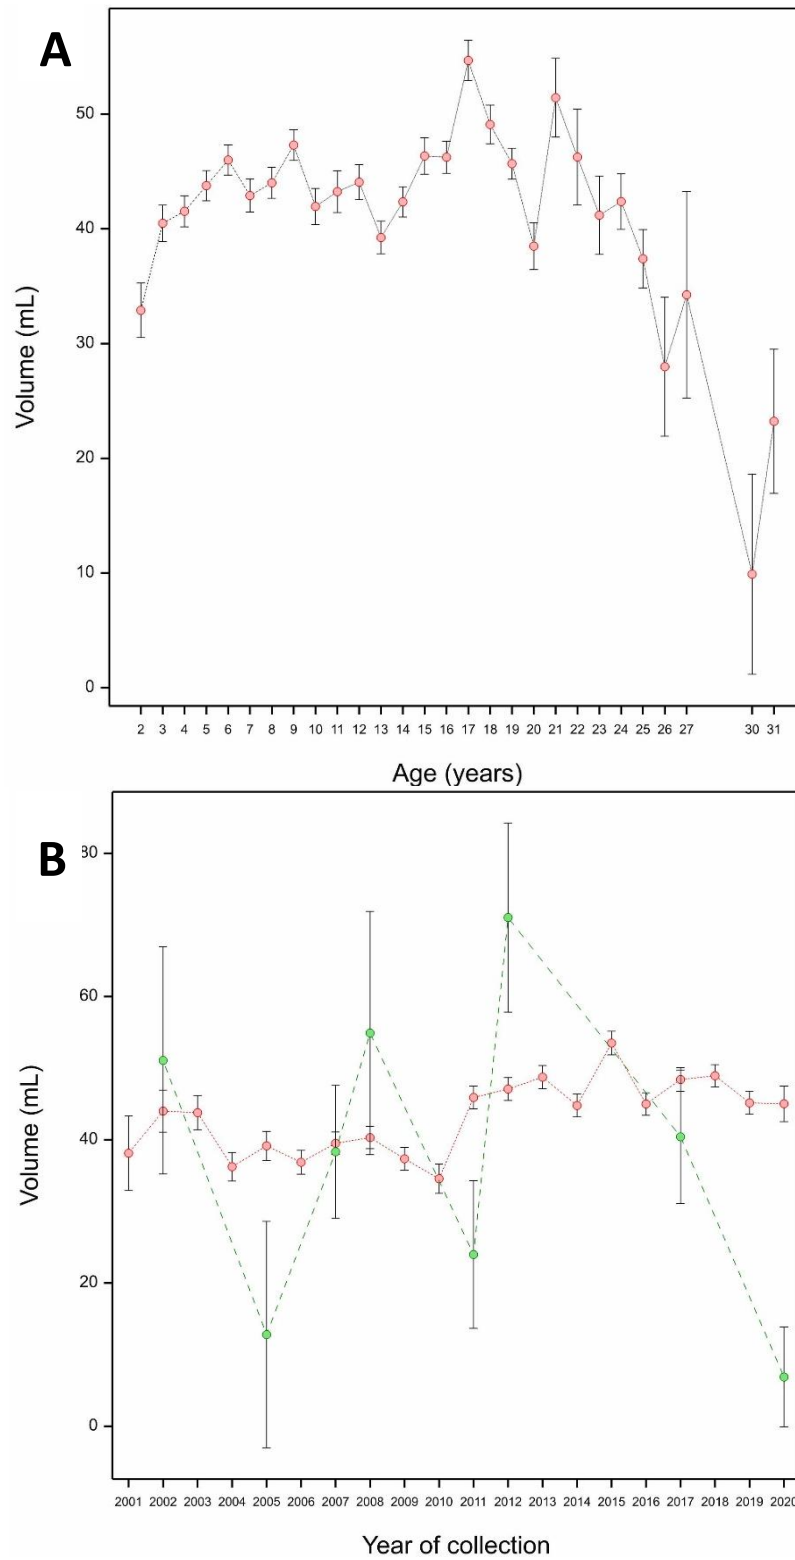 A
50
40
30
20
10
0
Volume (mL)
2 3 4 5 6 7 8 9 10 11 12 13 14 15 16 17 18 19 20 21 22 23 24 25 26 27 30 31
Age (years)
B
80
60
40
20
0
Volume (mL)
2001 2002 2003 2004 2005 2006 2007 2008 2009 2010 2011 2012 2013 2014 2015 2016 2017 2018 2019 2020
Year of collection